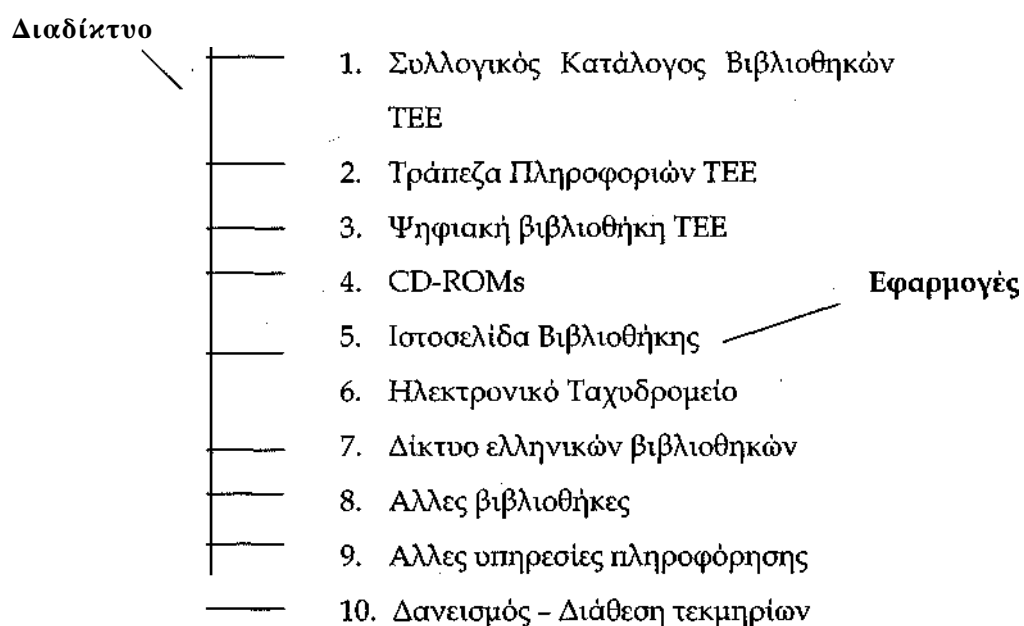 Διαδίκτυο
1. Συλλογικός Κατάλογος Βιβλιοθηκών
ΤΕΕ
2. Τράπεζα Πληροφοριών ΤΕΕ
3. Ψηφιακή βιβλιοθήκη ΤΕΕ
4. CD-ROMs
Εφαρμογές
5. Ιστοσελίδα Βιβλιοθήκης
6. Ηλεκτρονικό Ταχυδρομείο
7. Δίκτυο ελληνικών βιβλιοθηκών
8. Αλλες βιβλιοθήκες
9. Αλλες υπηρεσίες πληροφόρησης
10. Δανεισμός – Διάθεση τεκμηρίων